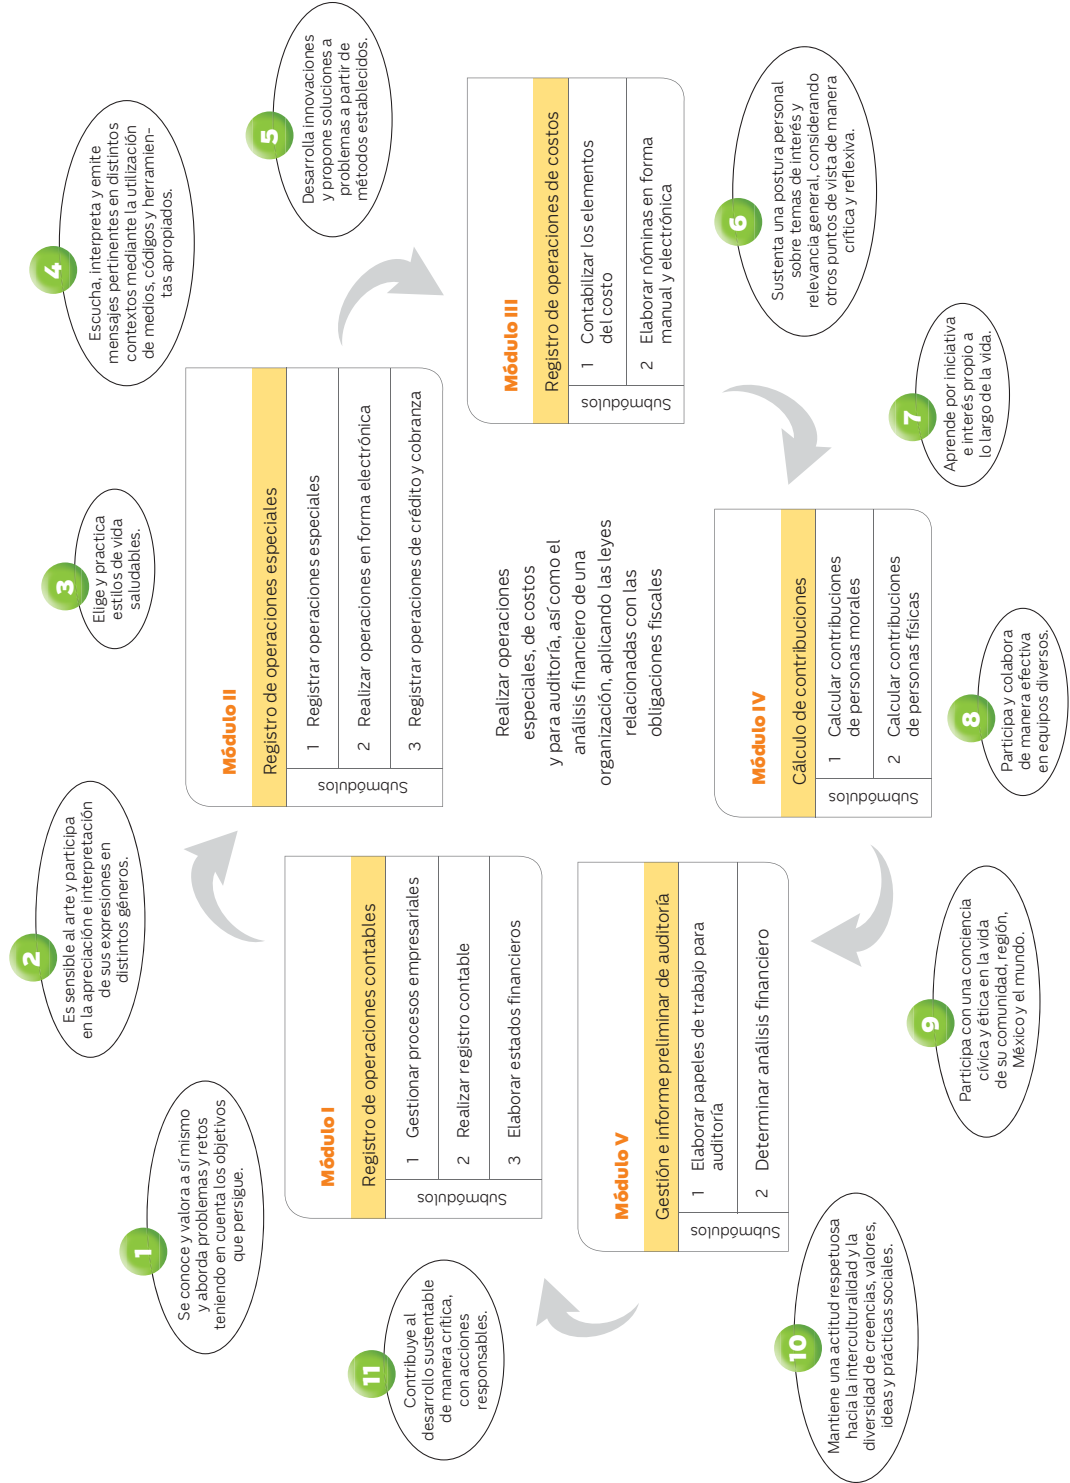 1
Se conoce y valora a sí mismo
y aborda problemas y retos
teniendo en cuenta los objetivos
que persigue.
2
Es sensible al arte y participa
en la apreciación e interpretación
de sus expresiones en
distintos géneros.
3
Elige y practica
estilos de vida
saludables.
4
Escucha, interpreta y emite
mensajes pertinentes en distintos
contextos mediante la utilización
de medios, códigos y herramien-
tas apropiados.
5
Desarrolla innovaciones
y propone soluciones a
problemas a partir de
métodos establecidos.
Módulo I
Registro de operaciones contables
Submódulos
1 Gestionar procesos empresariales
2 Realizar registro contable
3 Elaborar estados financieros
Módulo II
Registro de operaciones especiales
Submódulos
1 Registrar operaciones especiales
2 Realizar operaciones en forma electrónica
3 Registrar operaciones de crédito y cobranza
Módulo III
Registro de operaciones de costos
Submódulos
1 Contabilizar los elementos
del costo
2 Elaborar nóminas en forma
manual y electrónica
Realizar operaciones
especiales, de costos
y para auditoría, así como el
análisis financiero de una
organización, aplicando las leyes
relacionadas con las
obligaciones fiscales
Módulo V
Gestión e informe preliminar de auditoría
Submódulos
1 Elaborar papeles de trabajo para
auditoría
2 Determinar análisis financiero
Módulo IV
Cálculo de contribuciones
Submódulos
1 Calcular contribuciones
de personas morales
2 Calcular contribuciones
de personas físicas
6
Sustenta una postura personal
sobre temas de interés y
relevancia general, considerando
otros puntos de vista de manera
crítica y reflexiva.
7
Aprende por iniciativa
e interés propio a
lo largo de la vida.
8
Participa y colabora
de manera efectiva
en equipos diversos.
9
Participa con una conciencia
cívica y ética en la vida
de su comunidad, región,
México y el mundo.
10
Mantiene una actitud respetuosa
hacia la interculturalidad y la
diversidad de creencias, valores,
ideas y prácticas sociales.
11
Contribuye al
desarrollo sustentable
de manera crítica,
con acciones
responsables.